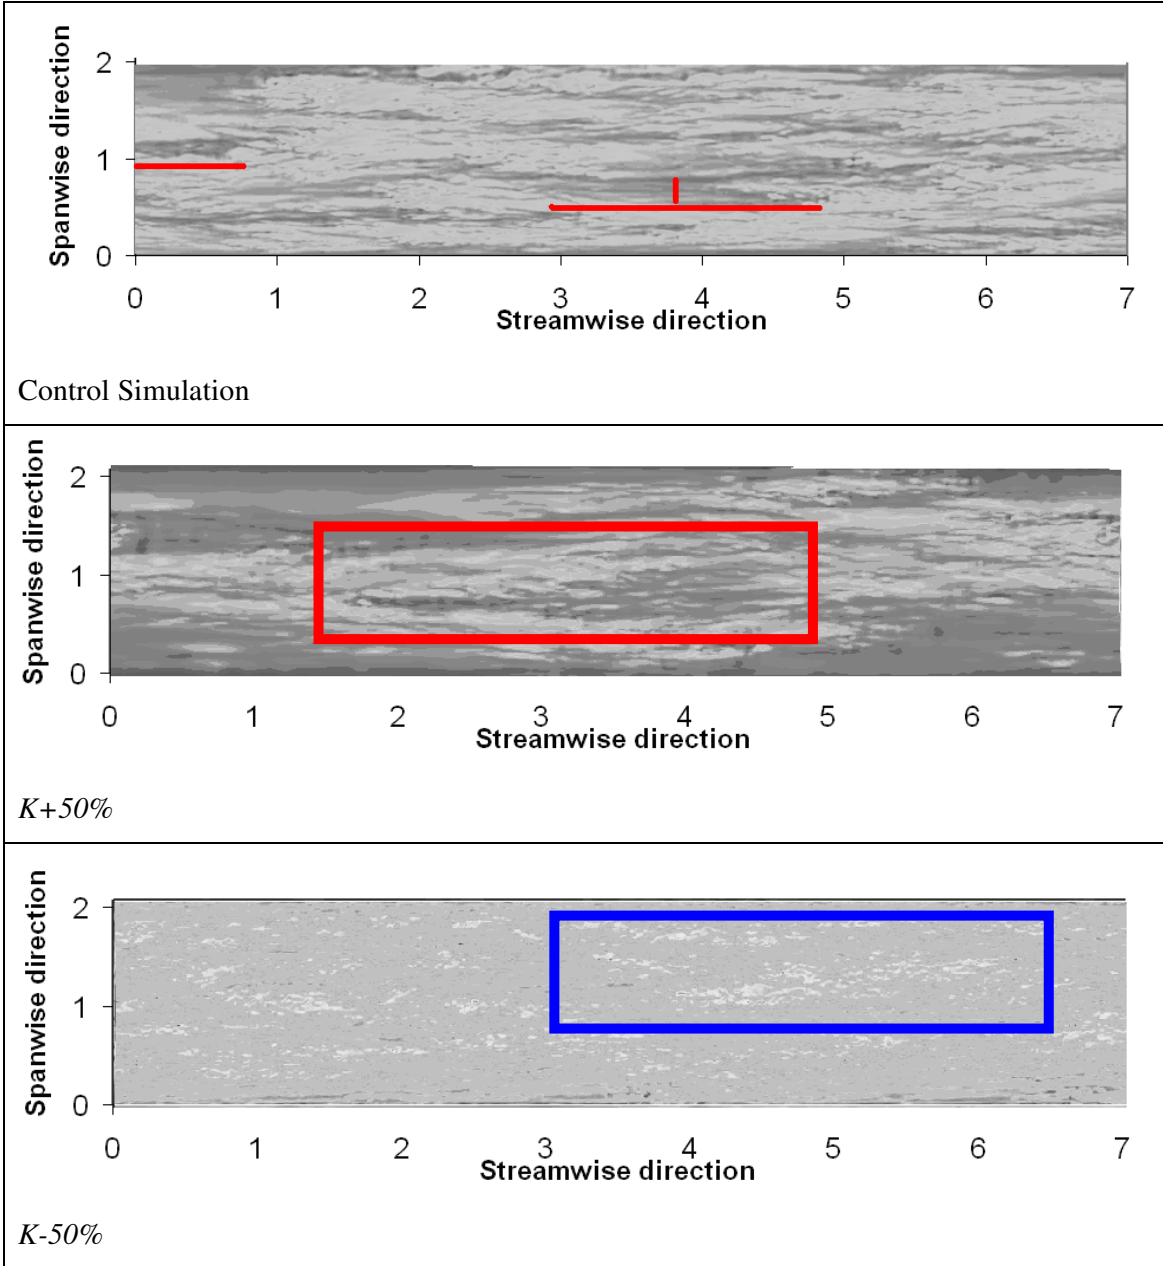 Spanwise direction
2
1
0
0 1 2 3 4 5 6 7
Streamwise direction
Control Simulation
Spanwise direction
2
1
0
0 1 2 3 4 5 6 7
Streamwise direction
K+50%
Spanwise direction
2
1
0
0 1 2 3 4 5 6 7
Streamwise direction
K-50%